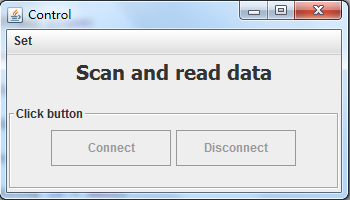 Control
Set
Scan and read data
Click button
Connect Disconnect